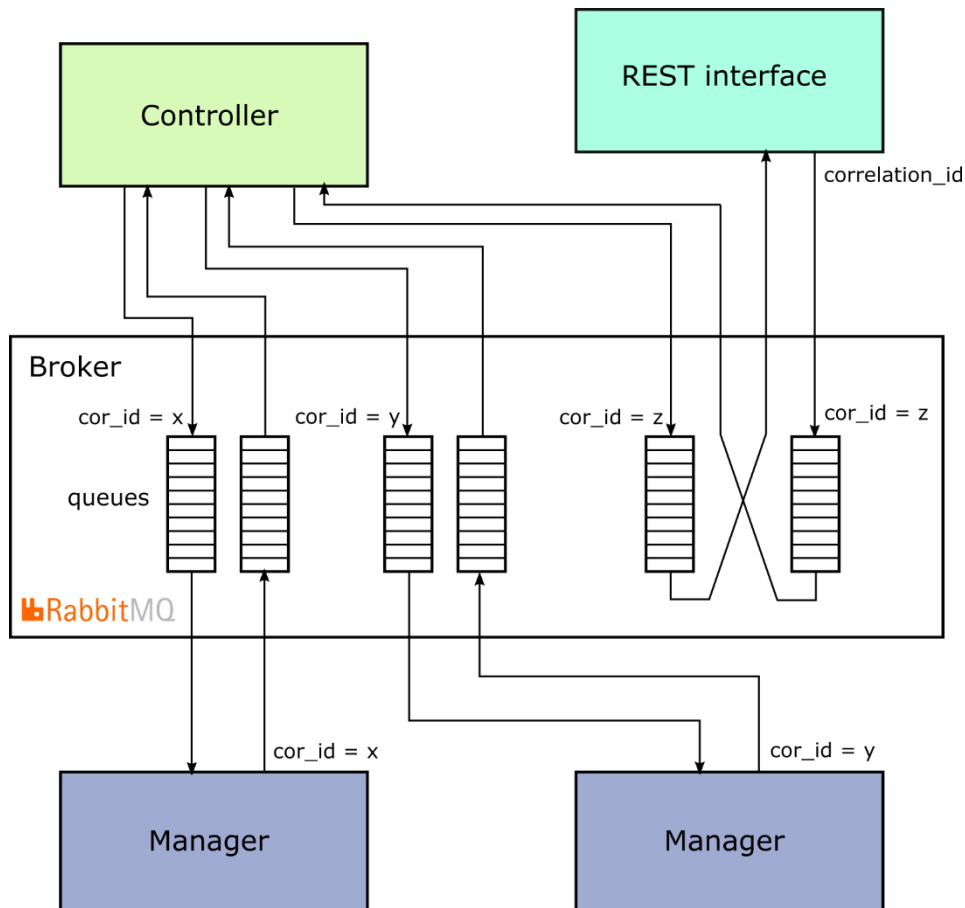 Controller
REST interface
correlation_id
Broker
cor_id = x
cor_id = y
cor_id = z
cor_id = z
queues
RabbitMQ
cor_id = x
cor_id = y
Manager
Manager